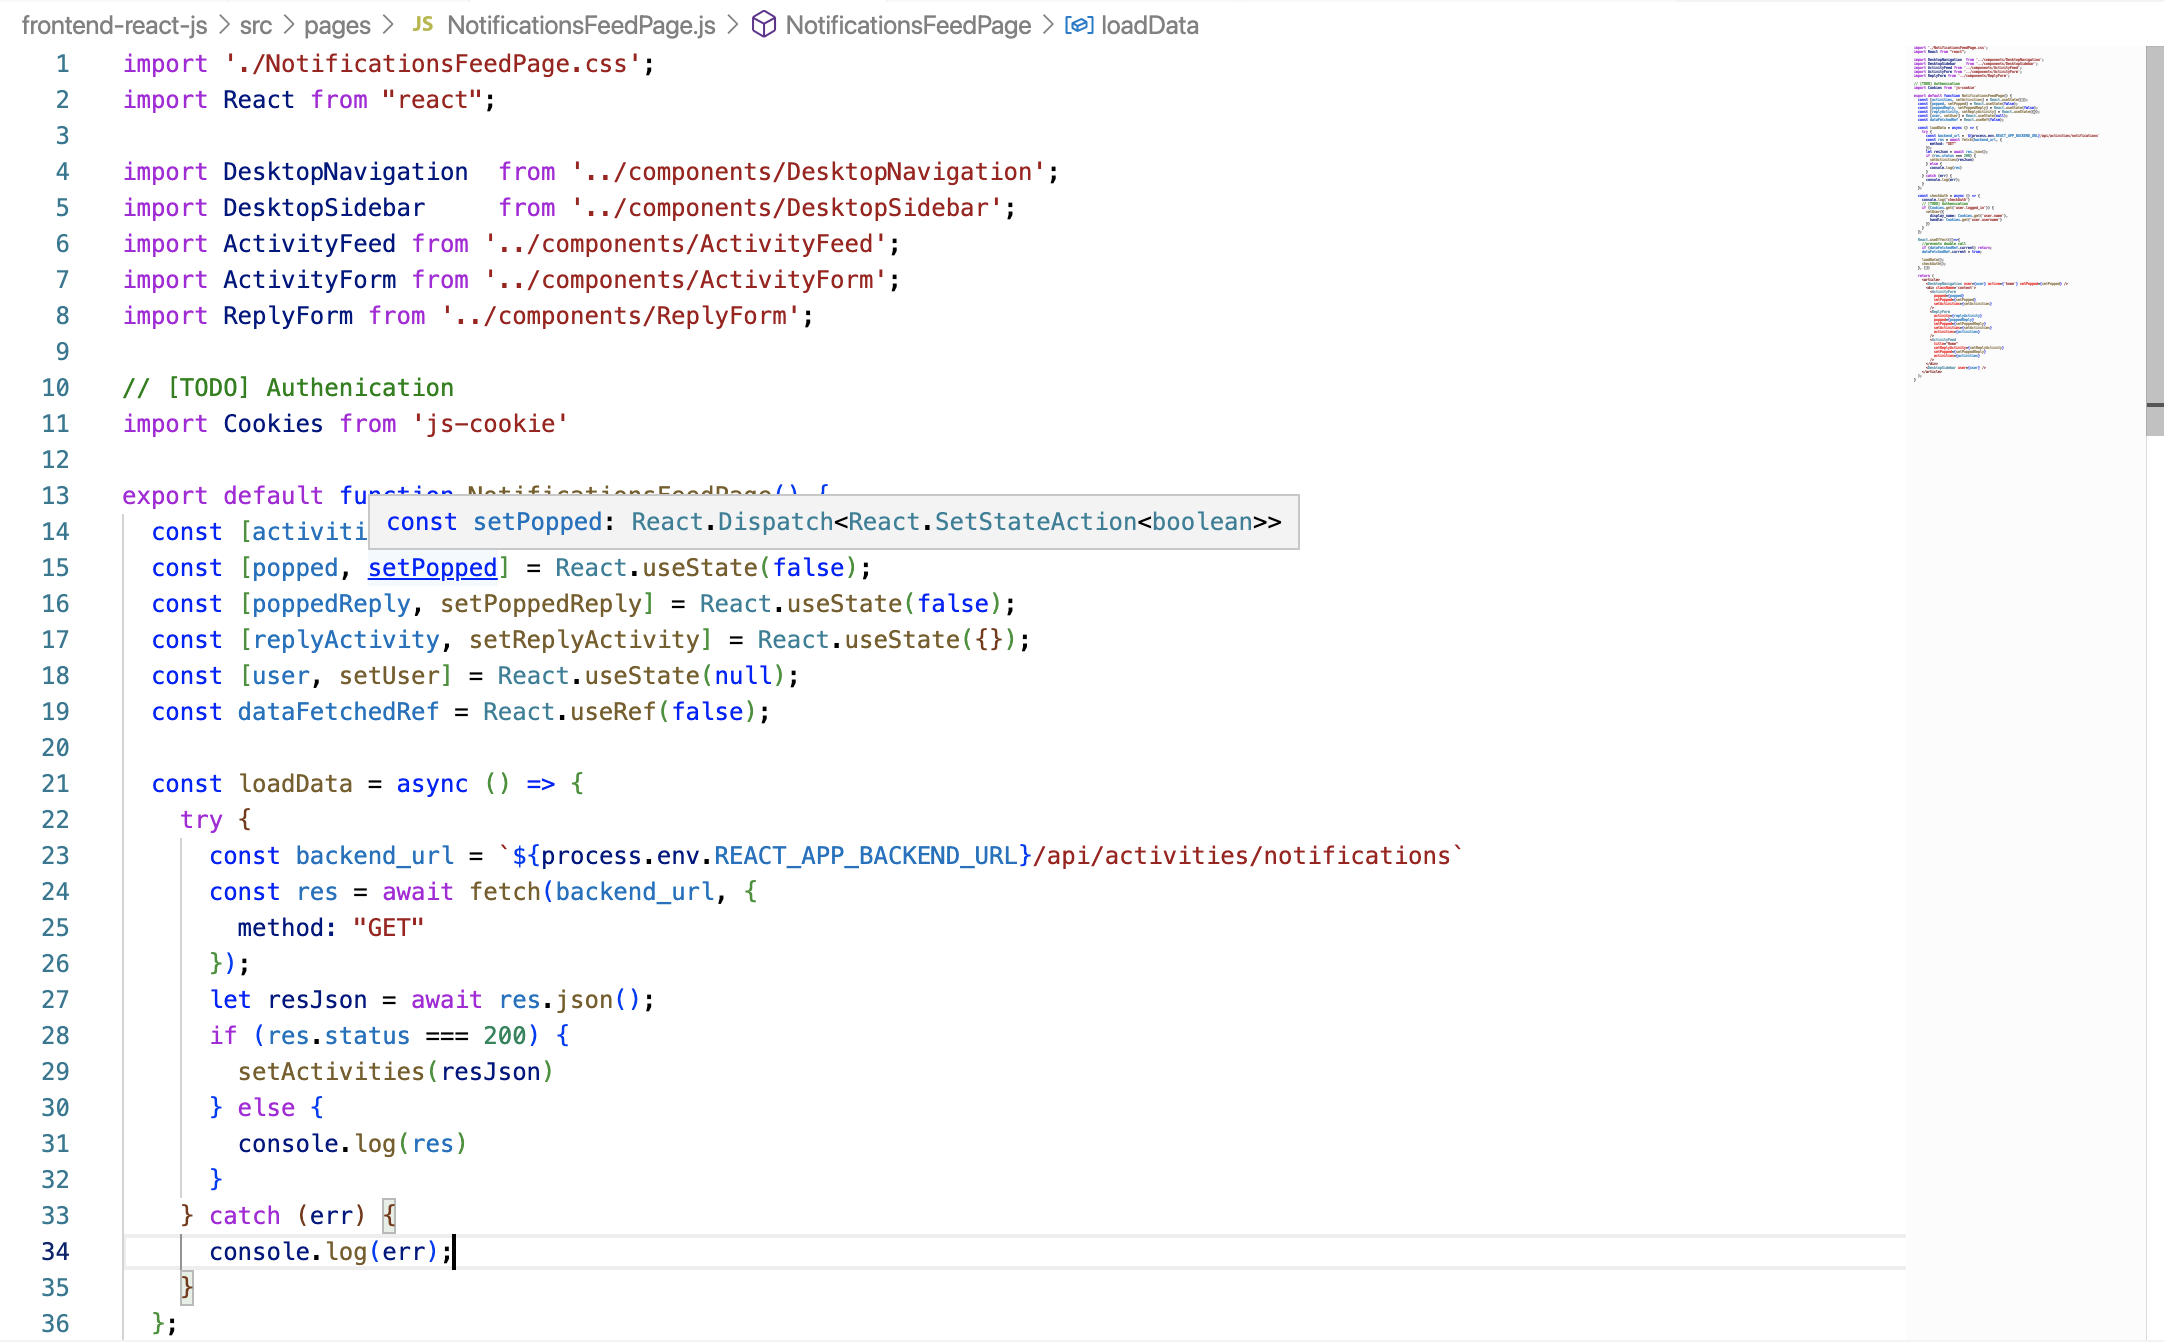 frontend-react-js > src > pages > JS NotificationsFeedPage.js > NotificationsFeedPage > loadData
1 import './NotificationsFeedPage.css';
2 import React from "react";
3
4 import DesktopNavigation  from '../components/DesktopNavigation';
5 import DesktopSidebar     from '../components/DesktopSidebar';
6 import ActivityFeed from '../components/ActivityFeed';
7 import ActivityForm from '../components/ActivityForm';
8 import ReplyForm from '../components/ReplyForm';
9
10 // [TODO] Authenication
11 import Cookies from 'js-cookie'
12
13 export default function NotificationsFeedPage() {
const setPopped: React.Dispatch<React.SetStateAction<boolean>>
14   const [activiti
15   const [popped, setPopped] = React.useState(false);
16   const [poppedReply, setPoppedReply] = React.useState(false);
17   const [replyActivity, setReplyActivity] = React.useState({});
18   const [user, setUser] = React.useState(null);
19   const dataFetchedRef = React.useRef(false);
20
21   const loadData = async () => {
22     try {
23       const backend_url = `${process.env.REACT_APP_BACKEND_URL}/api/activities/notifications`
24       const res = await fetch(backend_url, {
25         method: "GET"
26       });
27       let resJson = await res.json();
28       if (res.status === 200) {
29         setActivities(resJson)
30       } else {
31         console.log(res)
32       }
33     } catch (err) {
34       console.log(err);
35     }
36   };